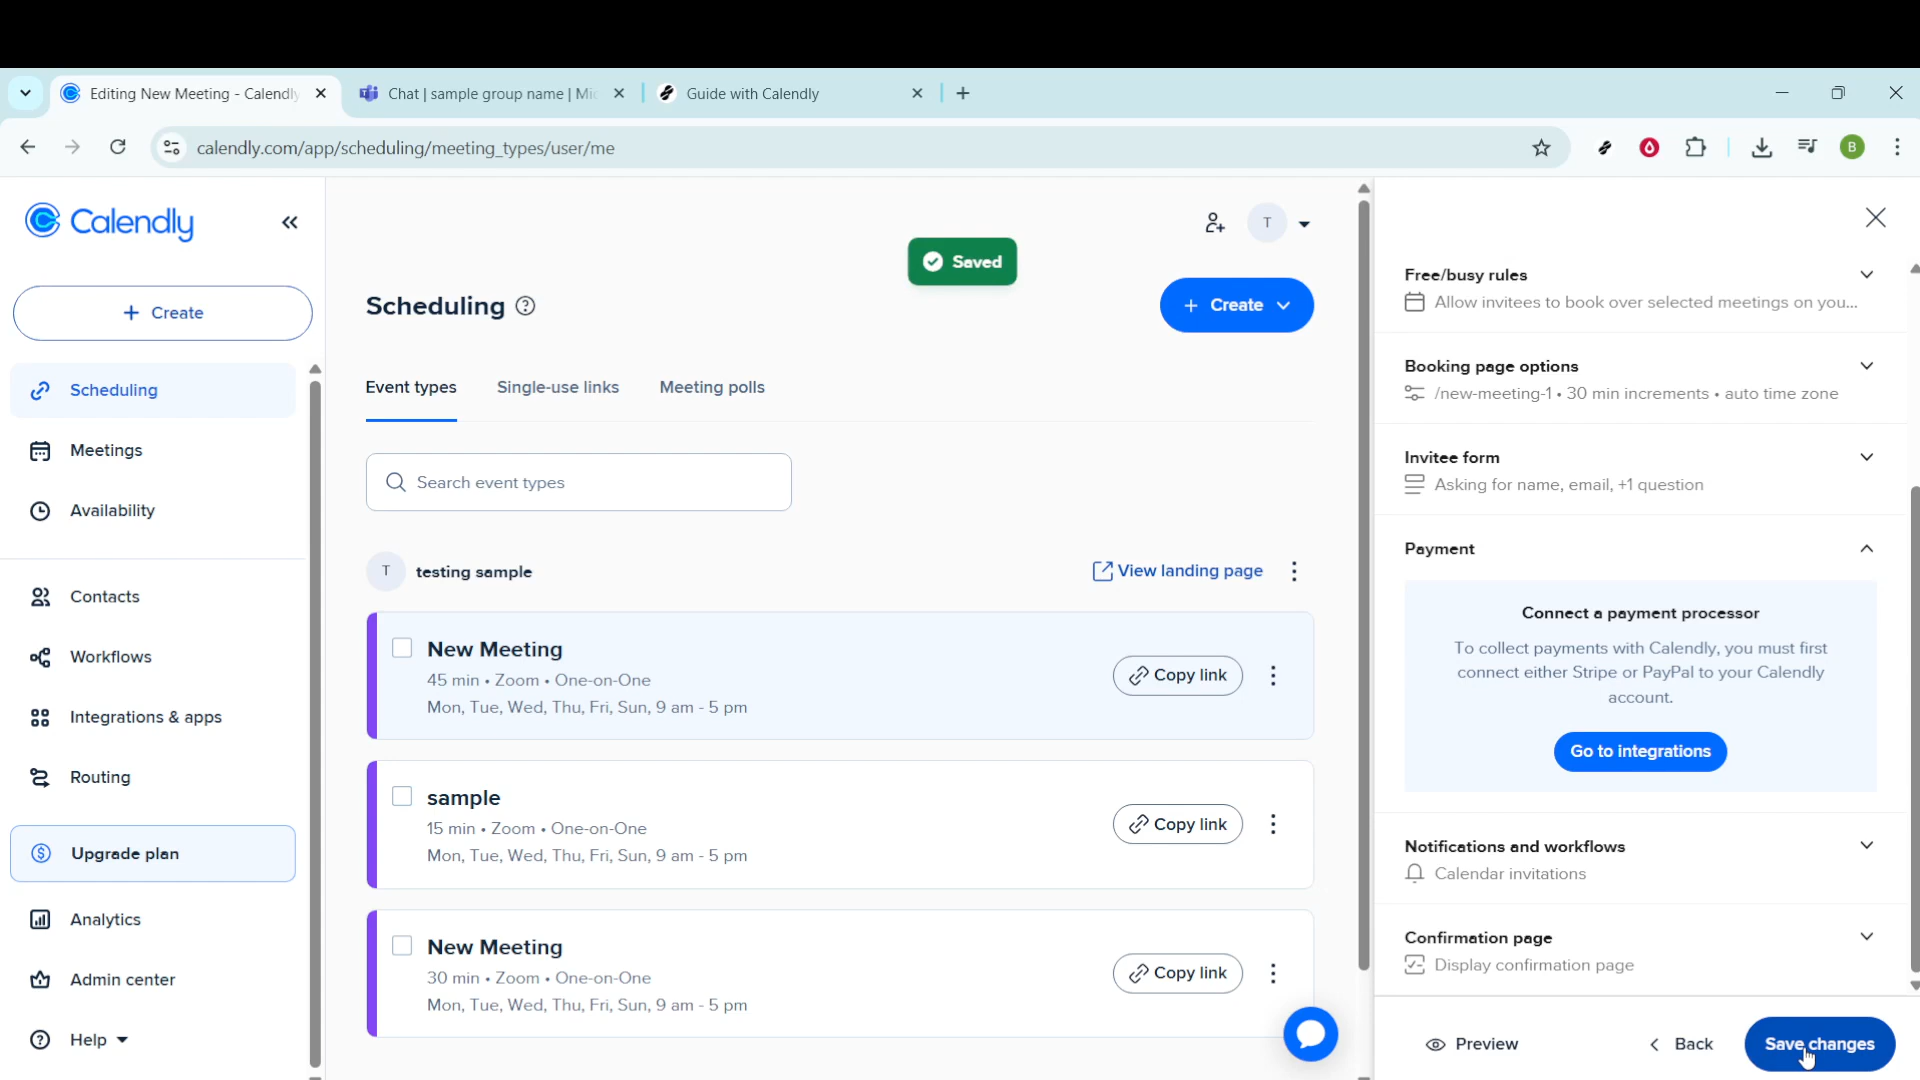 Editing New Meeting - Calendly
Chat | sample group name | Mic
Guide with Calendly
calendly.com/app/scheduling/meeting_types/user/me
B
Calendly
+ Create
Scheduling
Meetings
Availability
Contacts
Workflows
Integrations & apps
Routing
Upgrade plan
Analytics
Admin center
Help
T
Saved
Scheduling
+ Create
Event types
Single-use links
Meeting polls
Search event types
T testing sample
View landing page
New Meeting
45 min • Zoom • One-on-One
Mon, Tue, Wed, Thu, Fri, Sun, 9 am - 5 pm
Copy link
sample
15 min • Zoom • One-on-One
Mon, Tue, Wed, Thu, Fri, Sun, 9 am - 5 pm
Copy link
New Meeting
30 min • Zoom • One-on-One
Mon, Tue, Wed, Thu, Fri, Sun, 9 am - 5 pm
Copy link
Free/busy rules
Allow invitees to book over selected meetings on you...
Booking page options
/new-meeting-1 • 30 min increments • auto time zone
Invitee form
Asking for name, email, +1 question
Payment
Connect a payment processor
To collect payments with Calendly, you must first
connect either Stripe or PayPal to your Calendly
account.
Go to integrations
Notifications and workflows
Calendar invitations
Confirmation page
Display confirmation page
Preview
Back
Save changes